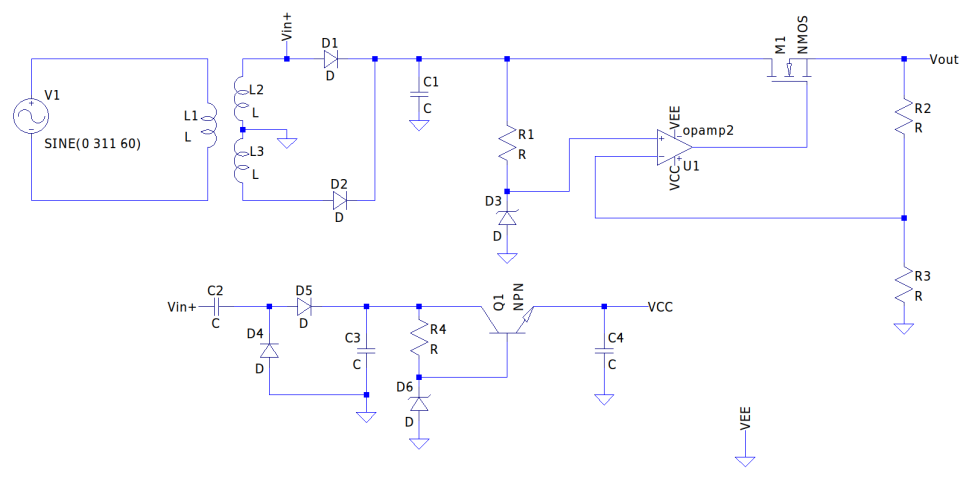 Vin+
D1
D
M1
NMOS
Vout
V1
SINE(0 311 60)
L1
L
L2
L
L3
L
D2
D
C1
C
R1
R
D3
D
VEE
opamp2
VCC
U1
R2
R
R3
R
Vin+
C2
C
D5
D
D4
D
C3
C
R4
R
D6
D
Q1
NPN
VCC
C4
C
VEE